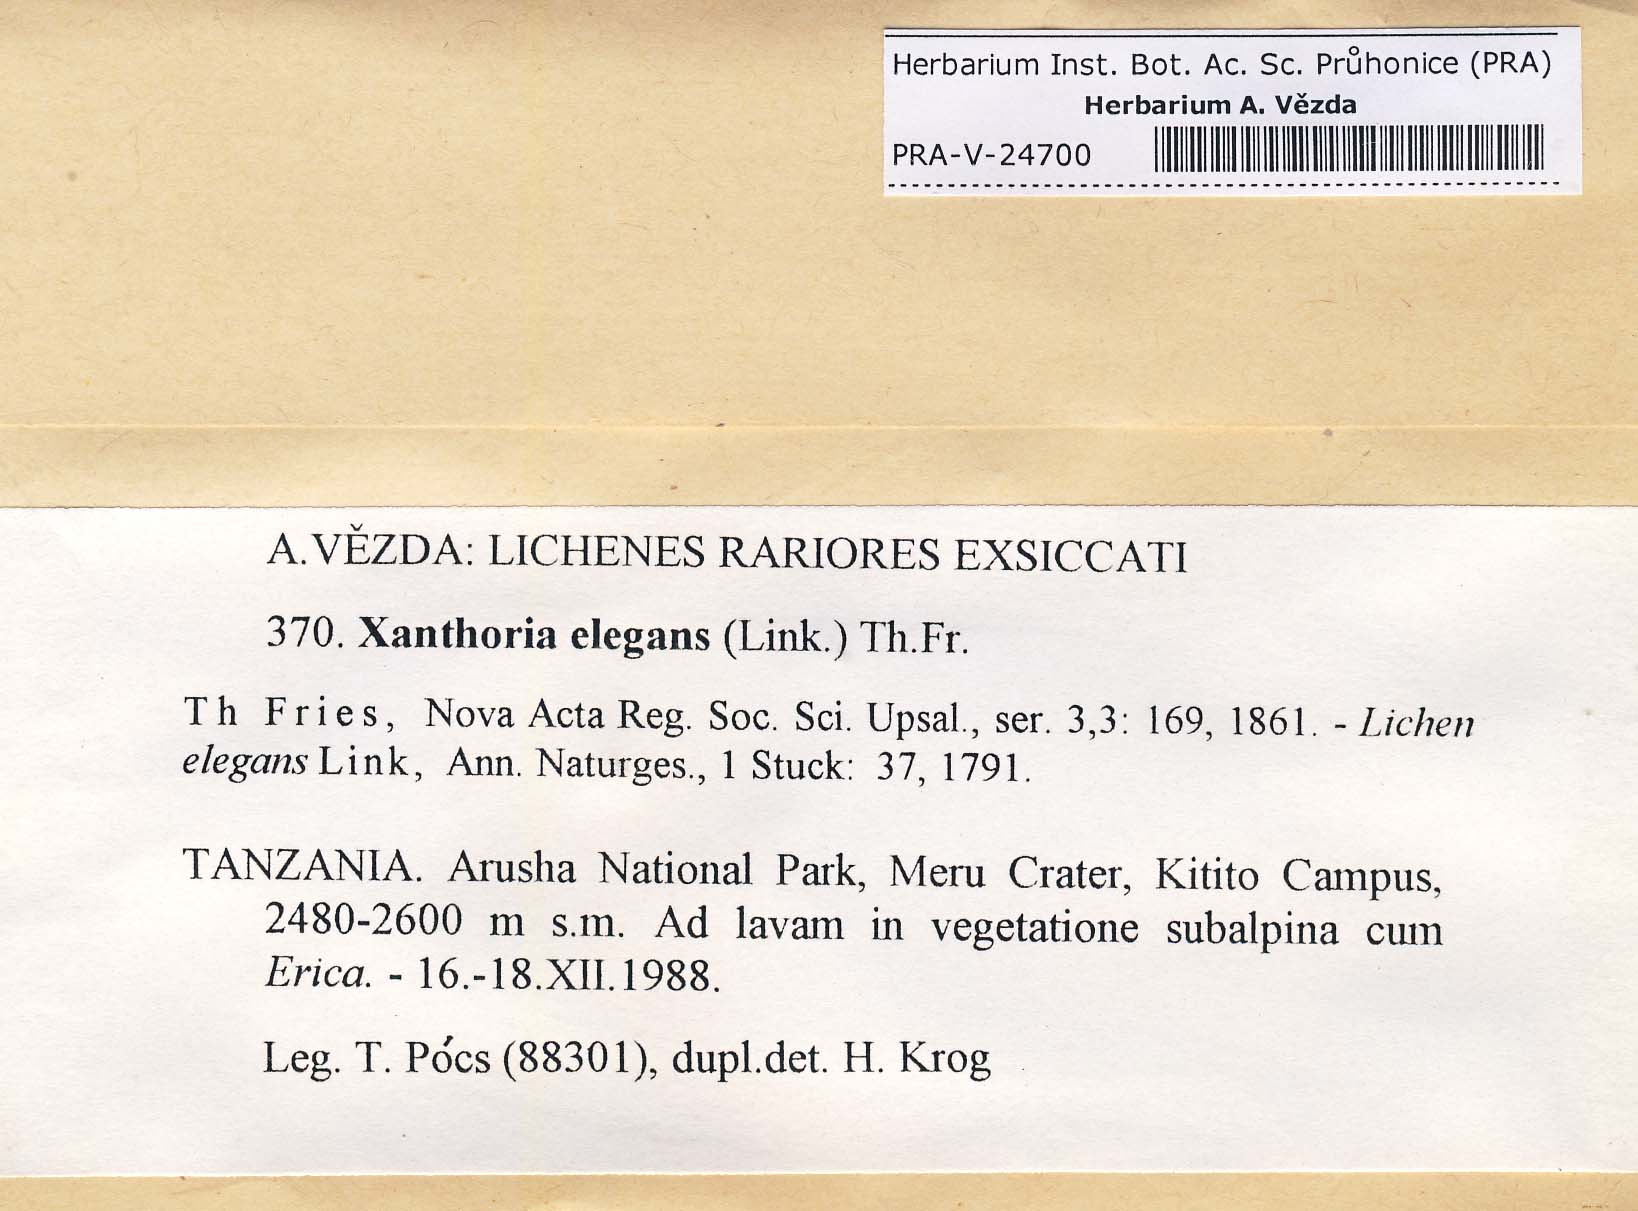 Herbarium Inst. Bot. Ac. Sc. Průhonice (PRA)
Herbarium A. Vězda
PRA-V-24700
A.VĚZDA: LICHENES RARIORES EXSICCATI
370. Xanthoria elegans (Link.) Th.Fr.
Th Fries, Nova Acta Reg. Soc. Sci. Upsal., ser. 3,3: 169, 1861. - Lichen
elegans Link, Ann. Naturges., 1 Stuck: 37, 1791.
TANZANIA. Arusha National Park, Meru Crater, Kitito Campus,
2480-2600 m s.m. Ad lavam in vegetatione subalpina cum
Erica. - 16.-18.XII.1988.
Leg. T. Pócs (88301), dupl.det. H. Krog